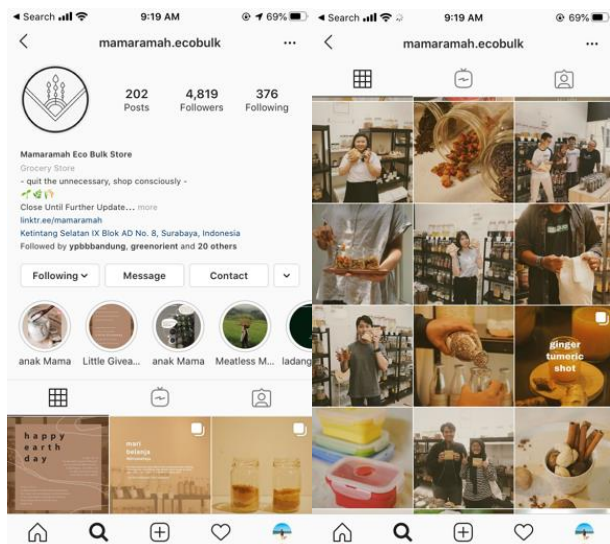 Search 9:19 AM 69%
mamaramah.ecobulk
202 4,819 376
Posts Followers Following
Mamaramah Eco Bulk Store
Grocery Store
- quit the unnecessary, shop consciously -
Close Until Further Update... more
linktr.ee/mamaramah
Ketintang Selatan IX Blok AD No. 8, Surabaya, Indonesia
Followed by ypbbbandung, greenorient and 20 others
Following Message Contact
anak Mama Little Givea... anak Mama Meatless M... ladang
happy
earth
day
mari
belanja
Search 9:19 AM 69%
mamaramah.ecobulk
ginger
tumeric
shot